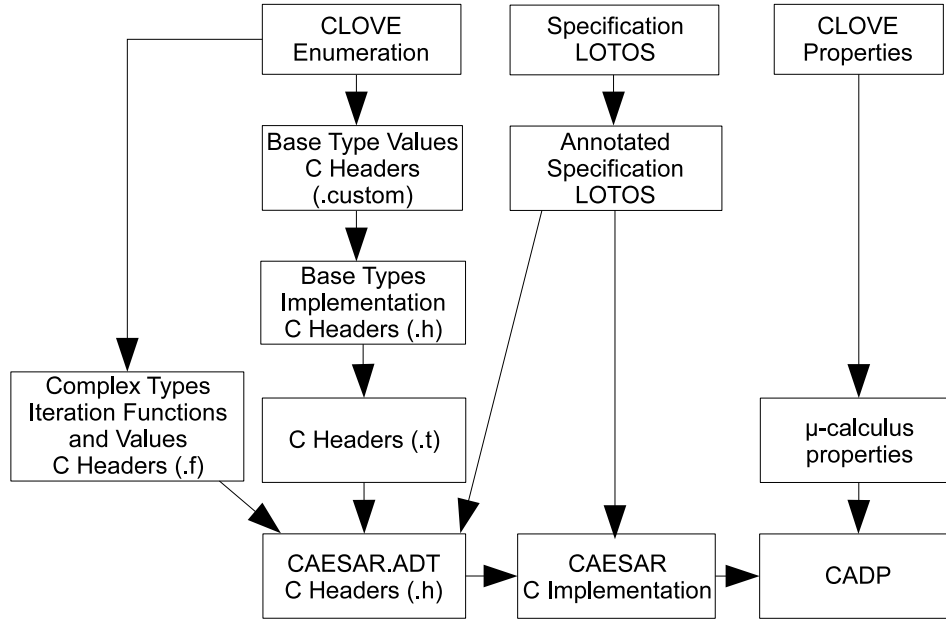 CLOVE
Enumeration
Specification
LOTOS
CLOVE
Properties
Base Type Values
C Headers
(.custom)
Annotated
Specification
LOTOS
Base Types
Implementation
C Headers (.h)
Complex Types
Iteration Functions
and Values
C Headers (.f)
C Headers (.t)
µ-calculus
properties
CAESAR.ADT
C Headers (.h)
CAESAR
C Implementation
CADP